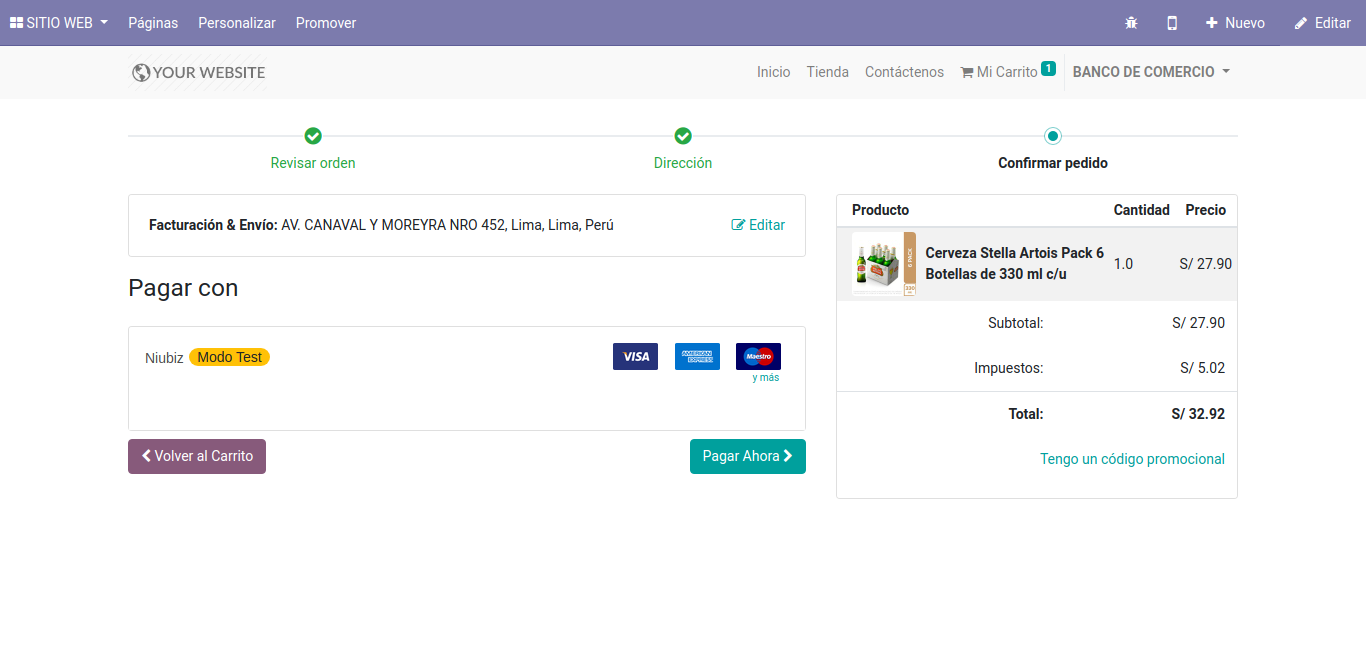 SITIO WEB Páginas Personalizar Promover Nuevo Editar
YOUR WEBSITE Inicio Tienda Contáctenos Mi Carrito 1 BANCO DE COMERCIO
Revisar orden Dirección Confirmar pedido
Facturación & Envío: AV. CANAVAL Y MOREYRA NRO 452, Lima, Lima, Perú Editar
Pagar con
Niubiz Modo Test VISA AMERICAN EXPRESS Maestro
y más
Volver al Carrito Pagar Ahora
Producto Cantidad Precio
Cerveza Stella Artois Pack 6
Botellas de 330 ml c/u
1.0 S/ 27.90
Subtotal: S/ 27.90
Impuestos: S/ 5.02
Total: S/ 32.92
Tengo un código promocional